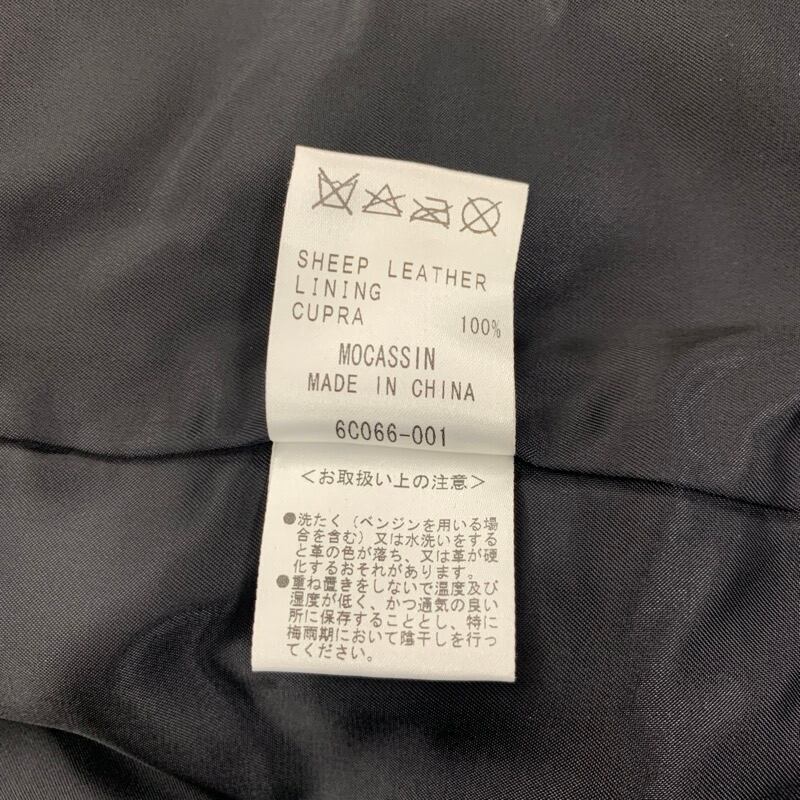 SHEEP LEATHER
LINING
CUPRA 100%
MOCASSIN
MADE IN CHINA
6C066-001
<お取扱い上の注意>
●洗たく(ベンジンを用いる場
合を含む)又は水洗いをする
と革の色が落ち、又は革が硬
化するおそれがあります。
●重ね置きをしないで温度及び
湿度が低く、かつ通気の良い
所に保存することとし、特に
梅雨期において陰干しを行っ
てください。